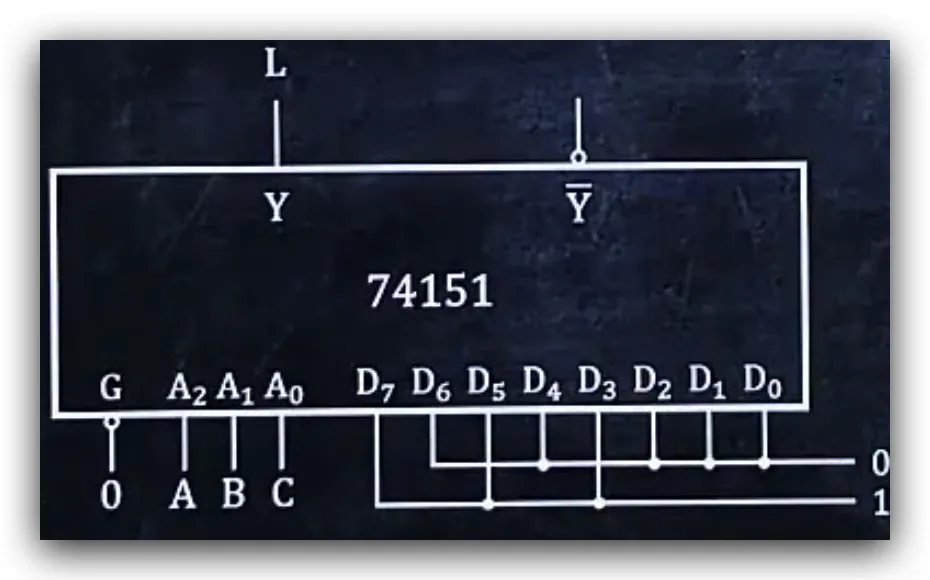 L
Y Y̅
74151
G A₂ A₁ A₀ D₇ D₆ D₅ D₄ D₃ D₂ D₁ D₀
0
0 A B C
1